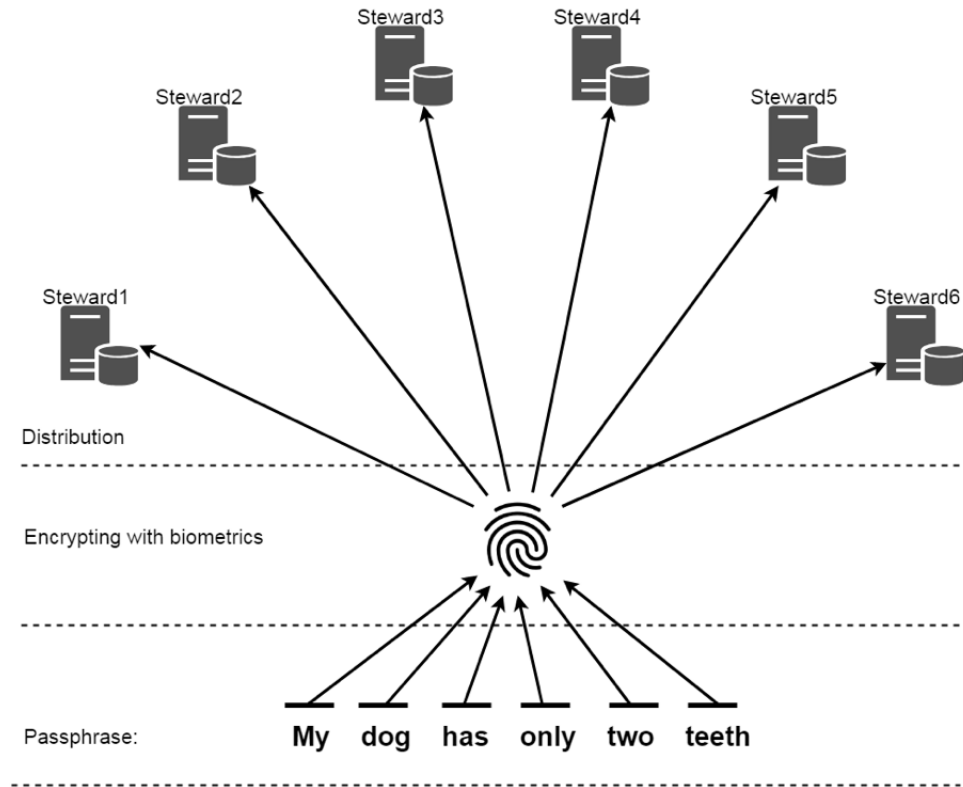 Steward3
Steward4
Steward2
Steward5
Steward1
Steward6
Distribution
Encrypting with biometrics
Passphrase: My dog has only two teeth